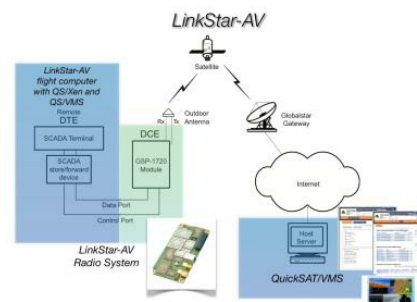 LinkStar-AV
Satellite
LinkStar-AV
flight computer
with QS/Xen and
QS/VMS
Remote
DTE
SCADA Terminal
SCADA
store/forward
device
DCE
GSP-1720
Module
Rx
Tx
Outdoor
Antenna
Data Port
Control Port
LinkStar-AV
Radio System
Globalstar
Gateway
Internet
Host
Server
QuickSAT/VMS